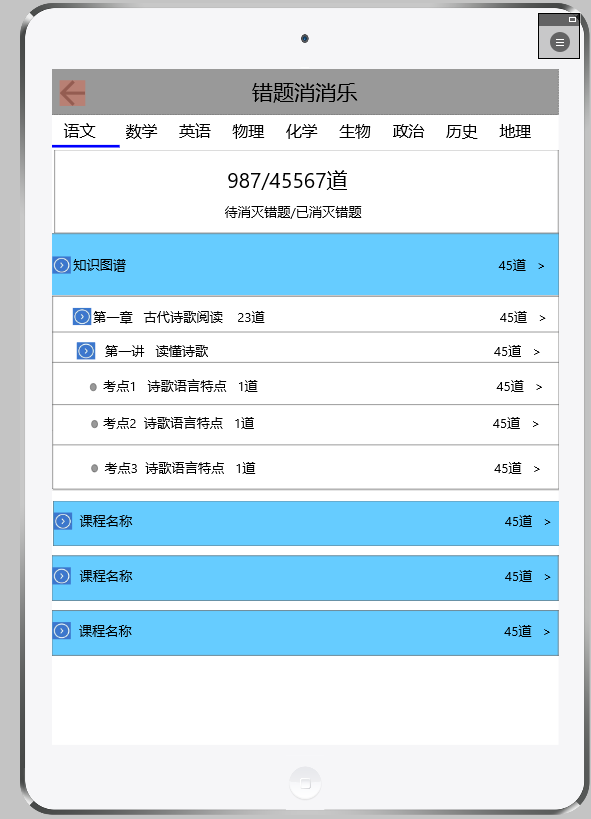 错题消消乐
语文 数学 英语 物理 化学 生物 政治 历史 地理
987/45567道
待消灭错题/已消灭错题
知识图谱 45道 >
第一章 古代诗歌阅读 23道 45道 >
第一讲 读懂诗歌 45道 >
考点1 诗歌语言特点 1道 45道 >
考点2 诗歌语言特点 1道 45道 >
考点3 诗歌语言特点 1道 45道 >
课程名称 45道 >
课程名称 45道 >
课程名称 45道 >